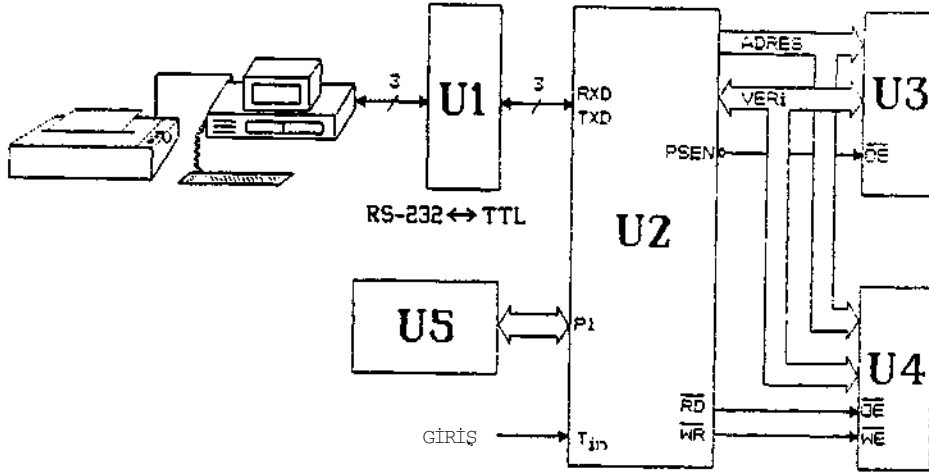 3
U1
RS-232 ↔ TTL
3
RXD
TXD
PSEN
U2
P1
RD
WR
Tin
U5
GİRİŞ
ADRES
VERİ
U3
OE
U4
OE
WE